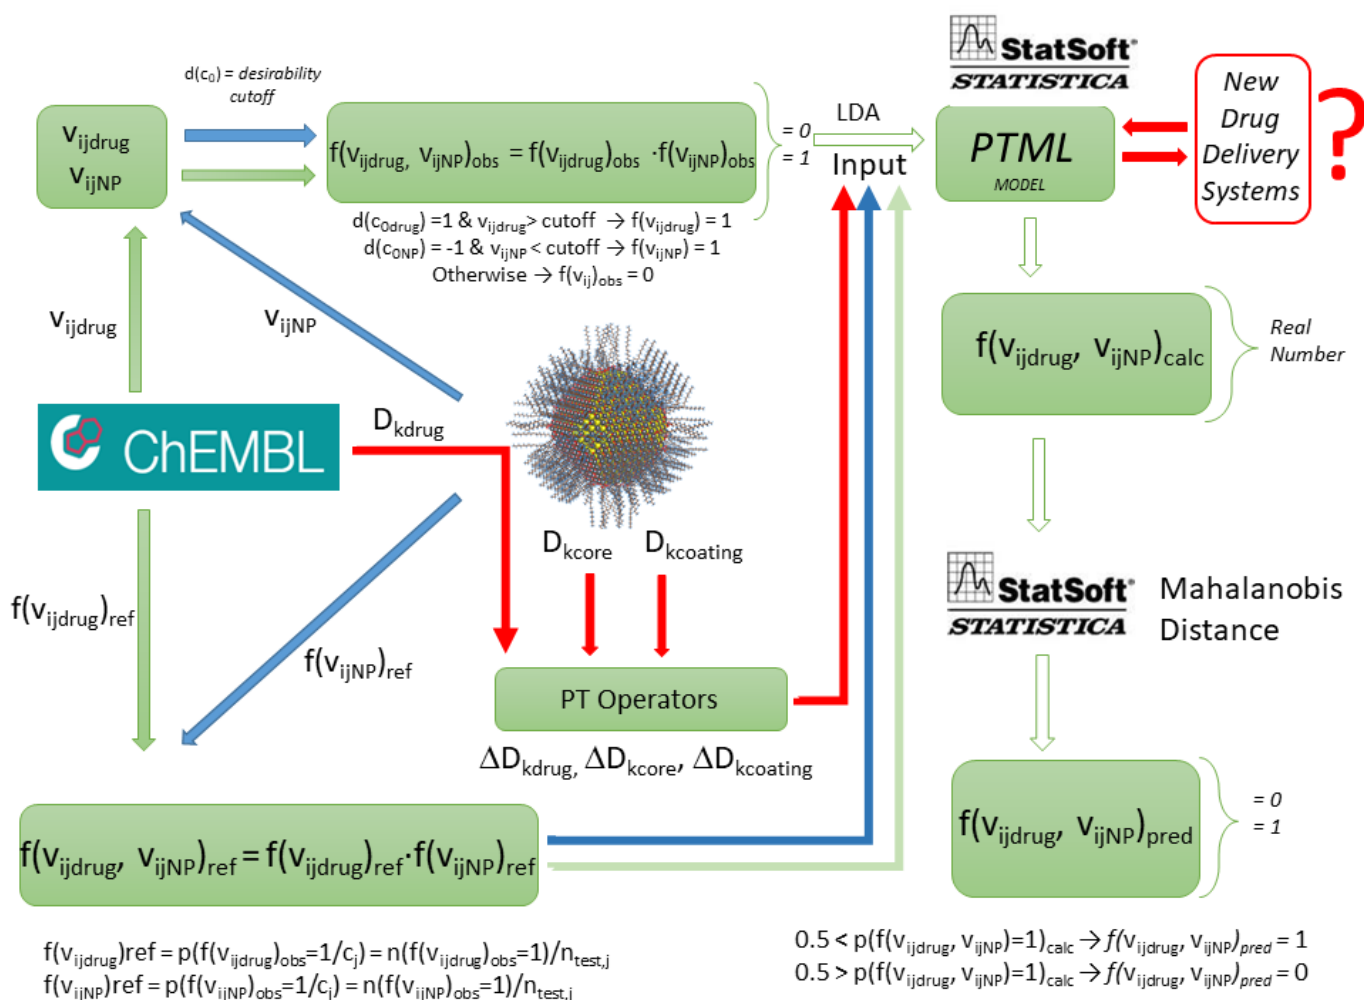 StatSoft®
STATISTICA
d(c₀) = desirability
cutoff
New
Drug
Delivery
Systems
?
v_ijdrug
v_ijNP
f(v_ijdrug, v_ijNP)_obs = f(v_ijdrug)_obs ·f(v_ijNP)_obs
= 0
= 1
LDA
Input
PTML
MODEL
d(c_0drug) =1 & v_ijdrug> cutoff → f(v_ijdrug) = 1
d(c_0NP) = -1 & v_ijNP < cutoff → f(v_ijNP) = 1
Otherwise → f(v_ij)_obs = 0
v_ijdrug
v_ijNP
f(v_ijdrug, v_ijNP)_calc
Real
Number
ChEMBL
D_kdrug
D_kcore
D_kcoating
StatSoft®
STATISTICA
Mahalanobis
Distance
f(v_ijdrug)_ref
f(v_ijNP)_ref
PT Operators
ΔD_kdrug, ΔD_kcore, ΔD_kcoating
f(v_ijdrug, v_ijNP)_ref = f(v_ijdrug)_ref·f(v_ijNP)_ref
f(v_ijdrug, v_ijNP)_pred
= 0
= 1
f(v_ijdrug)ref = p(f(v_ijdrug)_obs=1/c_j) = n(f(v_ijdrug)_obs=1)/n_test,j
f(v_ijNP)ref = p(f(v_ijNP)_obs=1/c_j) = n(f(v_ijNP)_obs=1)/n_test,j
0.5 < p(f(v_ijdrug, v_ijNP)=1)_calc → f(v_ijdrug, v_ijNP)_pred = 1
0.5 > p(f(v_ijdrug, v_ijNP)=1)_calc → f(v_ijdrug, v_ijNP)_pred = 0